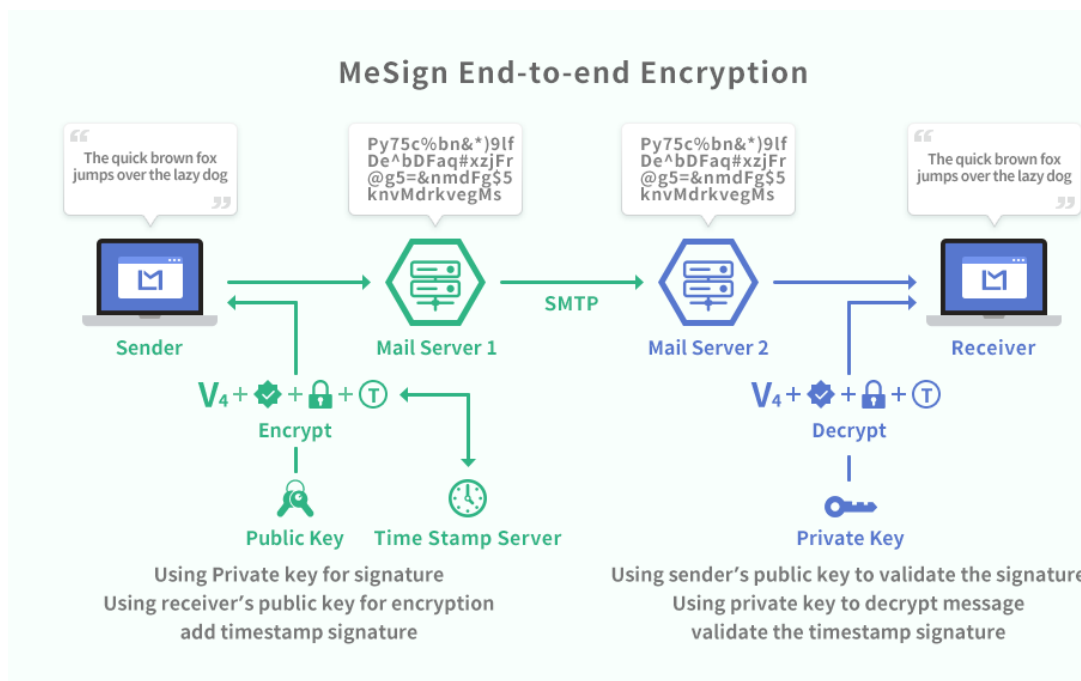 MeSign End-to-end Encryption
“
The quick brown fox
jumps over the lazy dog
”
Py75c%bn&*)9lf
De^bDFaq#xzjFr
@g5=&nmdFg$5
knvMdrkvegMs
Py75c%bn&*)9lf
De^bDFaq#xzjFr
@g5=&nmdFg$5
knvMdrkvegMs
“
The quick brown fox
jumps over the lazy dog
”
SMTP
Sender
Mail Server 1
Mail Server 2
Receiver
V4 + + + T
Encrypt
V4 + + + T
Decrypt
Public Key
Time Stamp Server
Private Key
Using Private key for signature
Using receiver’s public key for encryption
add timestamp signature
Using sender’s public key to validate the signature
Using private key to decrypt message
validate the timestamp signature